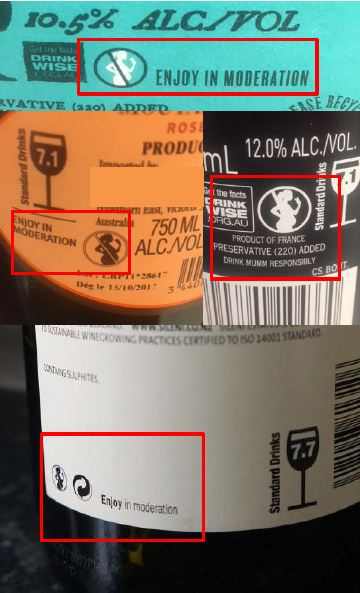 10.5% ALC/VOL
Get the facts
DRINK
WISE
.ORG.AU
ENJOY IN MODERATION
VATIVE (220) ADDED
EASE RECY
ROSE
PRODUC
Imported by
Standard Drinks
7.1
ENJOY IN
MODERATION
Australia
750 ML
ALC./VOL
Dég le 13/10/2017
mL 12.0% ALC./VOL.
Get the facts
DRINK
WISE
.ORG.AU
Standard Drinks
PRODUCT OF FRANCE
PRESERVATIVE (220) ADDED
DRINK MUMM RESPONSIBLY
IS SUSTAINABLE WINEGROWING PRACTICES CERTIFIED TO ISO 14001 STANDARD.
CONTAINS SULPHITES.
Standard Drinks
7.7
Enjoy in moderation